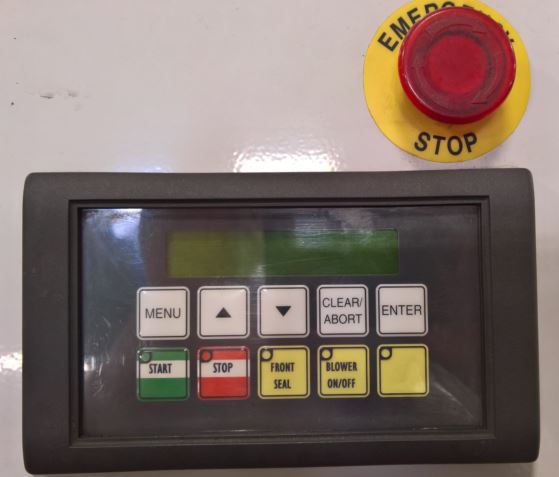 EMERGENCY
STOP
MENU
▲
▼
CLEAR/
ABORT
ENTER
START
STOP
FRONT
SEAL
BLOWER
ON/OFF